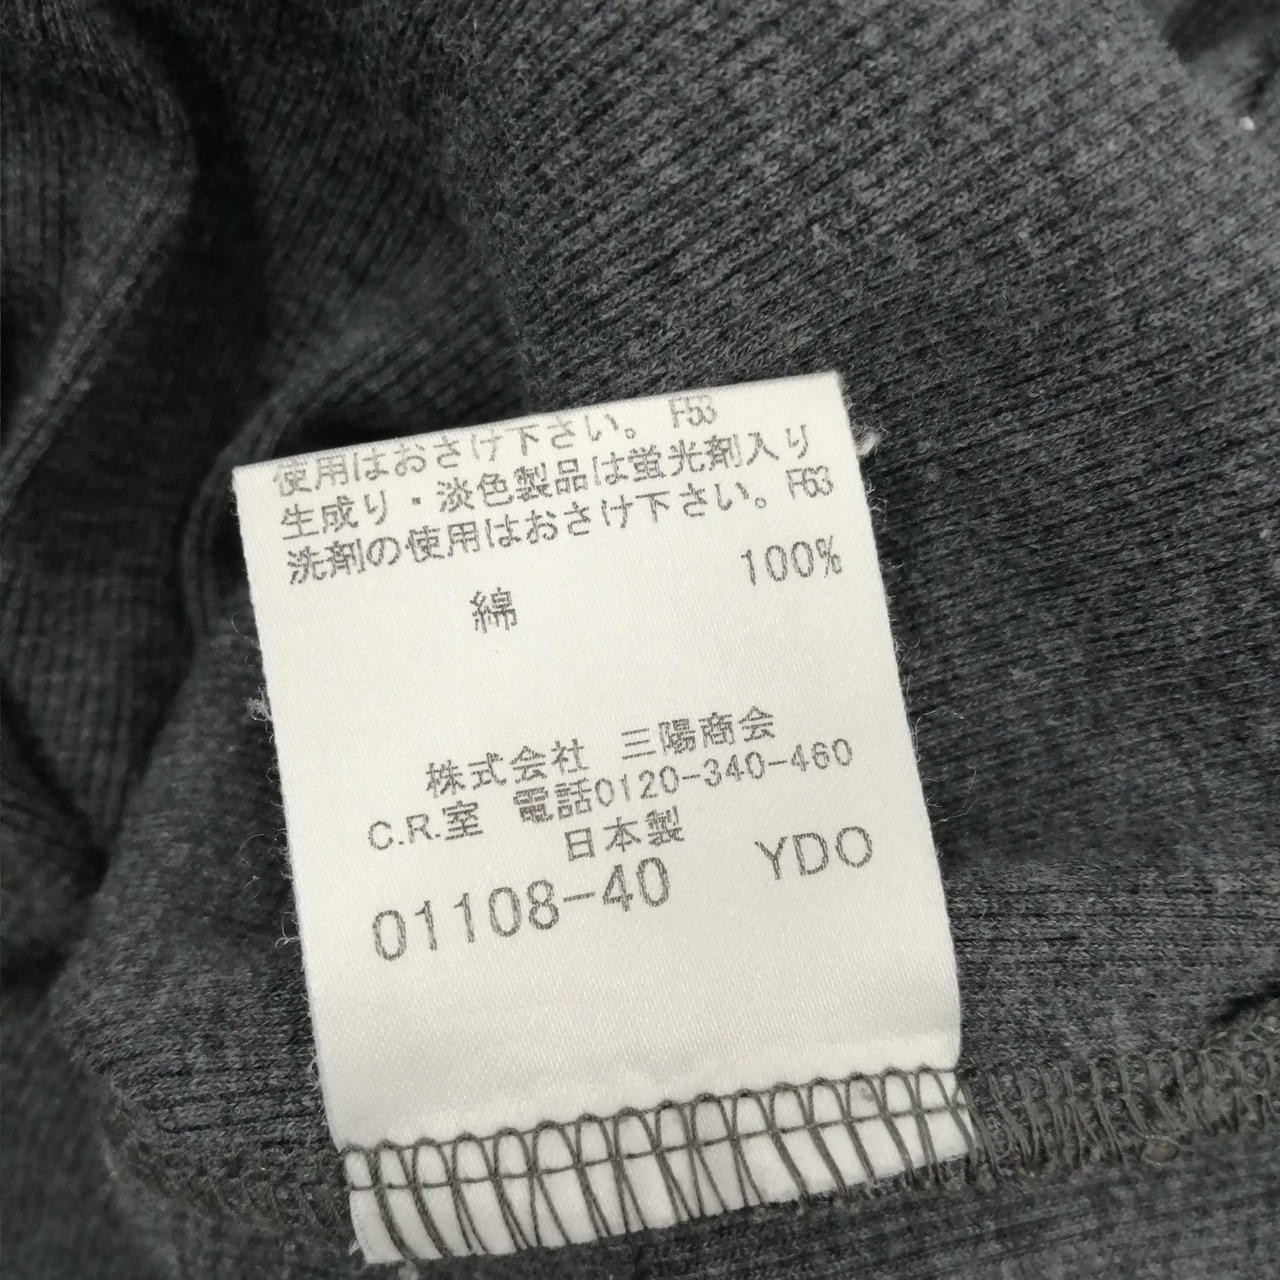 使用はおさけ下さい。 F53
生成り・淡色製品は蛍光剤入り
洗剤の使用はおさけ下さい。 F63
綿 100%
株式会社 三陽商会
C.R.室 電話0120-340-460
日本製
01108-40 YDO